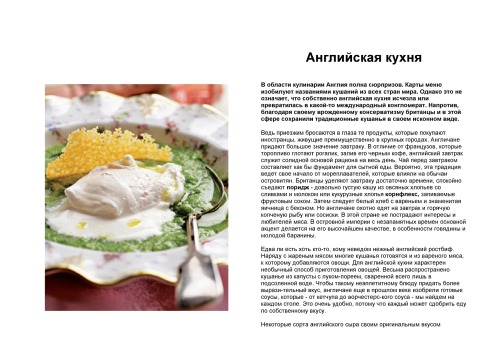 Английская кухня
В области кулинарии Англия полна сюрпризов. Карты меню
изобилуют названиями кушаний из всех стран мира. Однако это не
означает, что собственно английская кухня исчезла или
превратилась в какой-то международный конгломерат. Напротив,
благодаря своему врожденному консерватизму британцы и в этой
сфере сохранили традиционные кушанья в своем исконном виде.
Ведь приезжим бросаются в глаза те продукты, которые покупают
иностранцы, живущие преимущественно в крупных городах. Англичане
придают большое значение завтраку. В отличие от французов, которые
торопливо глотают рогалик, запив его черным кофе, английский завтрак
служит солидной основой рациона на весь день. Чай перед завтраком
составляет как бы фундамент для сытной еды. Вероятно, эта традиция
ведет свое начало от мореплавателей, которые влияли на обычаи
островитян. Британцы уделяют завтраку достаточно времени, спокойно
съедают поридж - довольно густую кашу из овсяных хлопьев со
сливками и молоком или кукурузные хлопья корнфлекс, запиваемые
фруктовым соком. Затем следует белый хлеб с вареньем и знаменитая
яичница с беконом. Но англичане охотно едят на завтрак и горячую
копченую рыбу или сосиски. В этой стране не пострадают интересы и
любителей мяса. В островной империи с незапамятных времен основной
акцент делается на его высочайшем качестве, в особенности говядины и
молодой баранины.
Едва ли есть хоть кто-то, кому неведом нежный английский ростбиф.
Наряду с жареным мясом многие кушанья готовятся и из вареного мяса,
к которому добавляются овощи. Для английской кухни характерен
необычный способ приготовления овощей. Весьма распространено
кушанье из капусты с луком-пореем, сваренной всего лишь в
подсоленной воде. Чтобы такому неаппетитному блюду придать более
вырази-тельный вкус, англичане еще в прошлом веке изобрели готовые
соусы, которые - от кетчупа до ворчестерс-кого соуса - мы найдем на
каждом столе. Это очень удобно, потому что каждый может сдобрить еду
по собственному вкусу.
Некоторые сорта английского сыра своим оригинальным вкусом